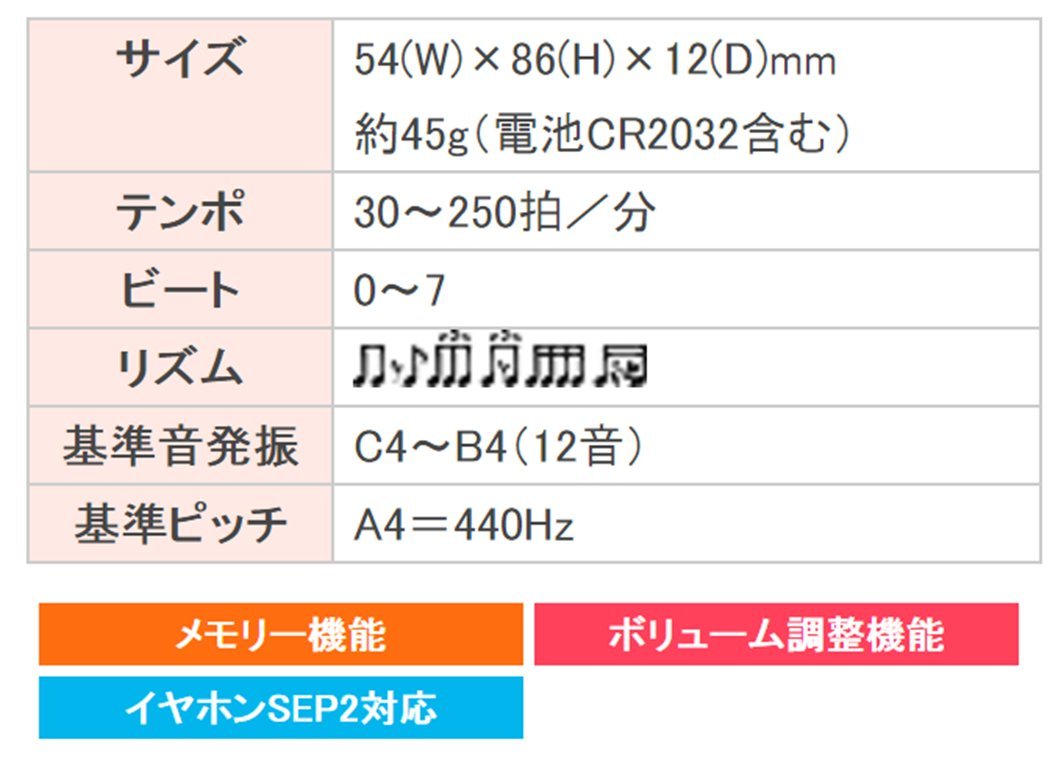 サイズ
54(W)×86(H)×12(D)mm
約45g(電池CR2032含む)
テンポ
30~250拍/分
ビート
0~7
リズム
基準音発振
C4~B4(12音)
基準ピッチ
A4=440Hz
メモリー機能
ボリューム調整機能
イヤホンSEP2対応